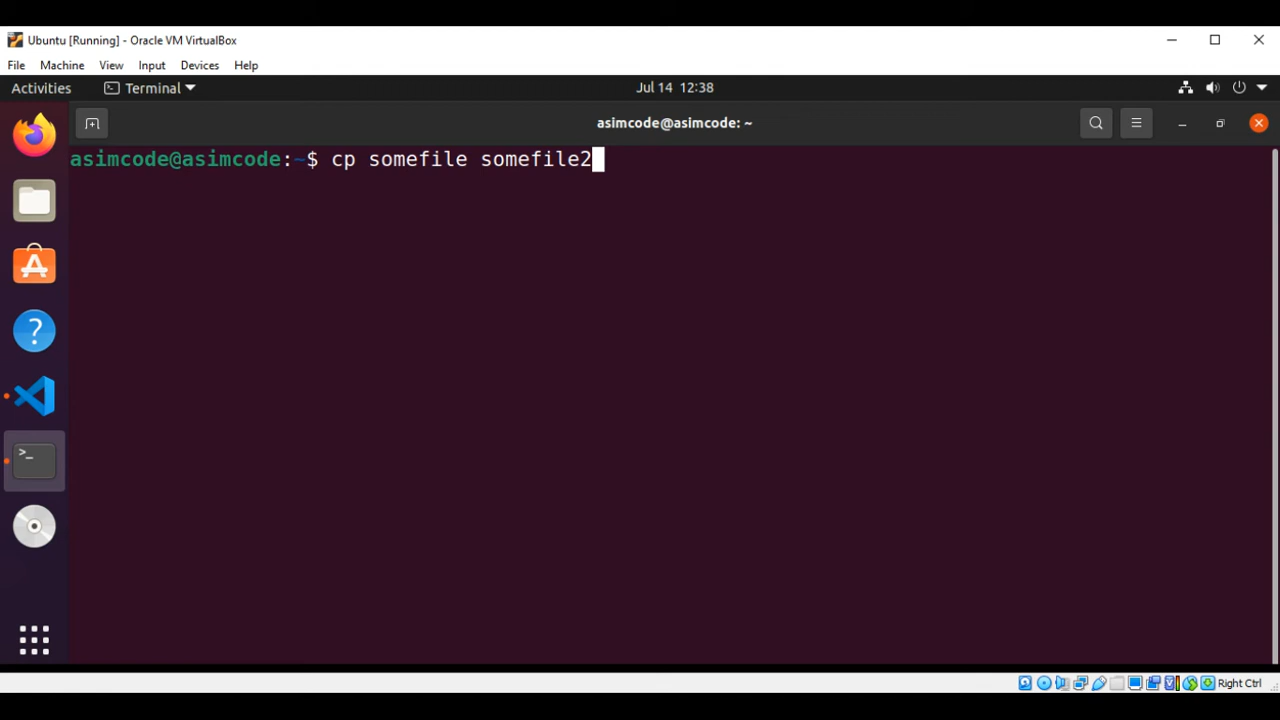 Ubuntu [Running] - Oracle VM VirtualBox
File Machine View Input Devices Help
Activities Terminal Jul 14 12:38
asimcode@asimcode: ~
asimcode@asimcode:~$ cp somefile somefile2
Right Ctrl